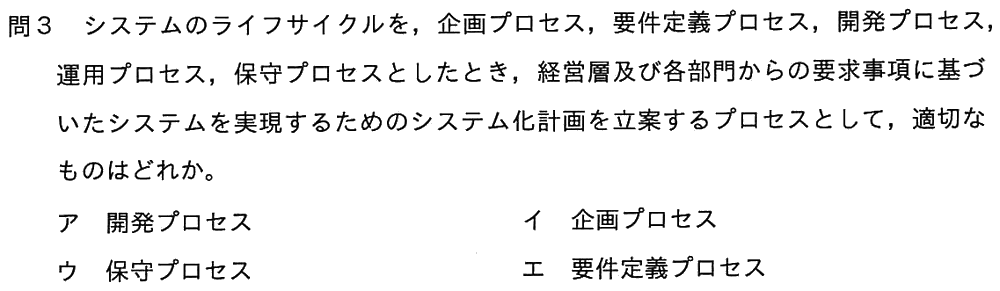 問３　システムのライフサイクルを，企画プロセス，要件定義プロセス，開発プロセス，
運用プロセス，保守プロセスとしたとき，経営層及び各部門からの要求事項に基づ
いたシステムを実現するためのシステム化計画を立案するプロセスとして，適切な
ものはどれか。
ア　開発プロセス　　イ　企画プロセス
ウ　保守プロセス　　エ　要件定義プロセス